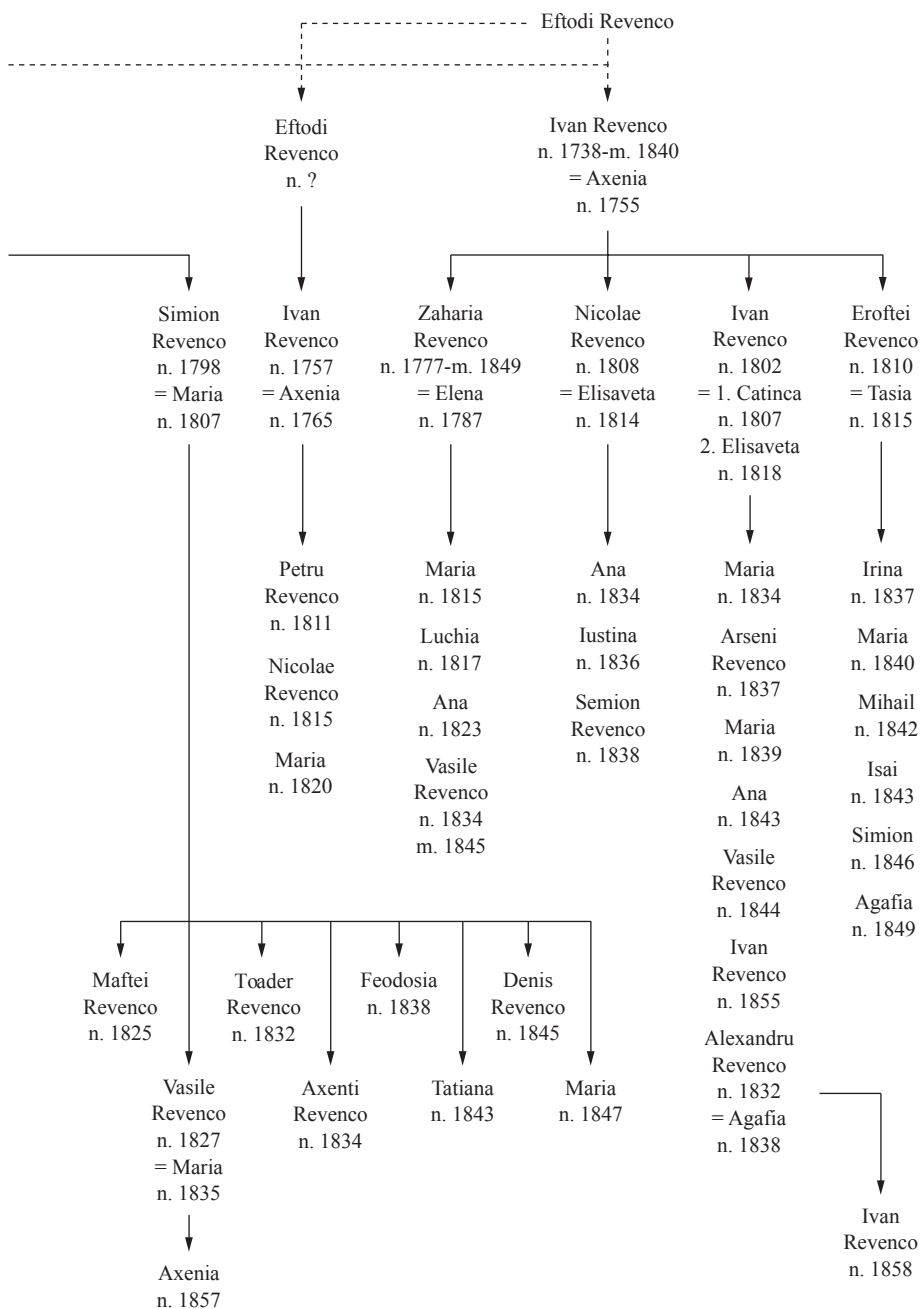 Eftodi Revenco
Eftodi
Revenco
n. ?
Ivan Revenco
n. 1738-m. 1840
= Axenia
n. 1755
Simion
Revenco
n. 1798
= Maria
n. 1807
Ivan
Revenco
n. 1757
= Axenia
n. 1765
Zaharia
Revenco
n. 1777-m. 1849
= Elena
n. 1787
Nicolae
Revenco
n. 1808
= Elisaveta
n. 1814
Ivan
Revenco
n. 1802
= 1. Catinca
n. 1807
2. Elisaveta
n. 1818
Eroftei
Revenco
n. 1810
= Tasia
n. 1815
Petru
Revenco
n. 1811
Nicolae
Revenco
n. 1815
Maria
n. 1820
Maria
n. 1815
Luchia
n. 1817
Ana
n. 1823
Vasile
Revenco
n. 1834
m. 1845
Ana
n. 1834
Iustina
n. 1836
Semion
Revenco
n. 1838
Maria
n. 1834
Arseni
Revenco
n. 1837
Maria
n. 1839
Ana
n. 1843
Vasile
Revenco
n. 1844
Ivan
Revenco
n. 1855
Alexandru
Revenco
n. 1832
= Agafia
n. 1838
Irina
n. 1837
Maria
n. 1840
Mihail
n. 1842
Isai
n. 1843
Simion
n. 1846
Agafia
n. 1849
Maftei
Revenco
n. 1825
Toader
Revenco
n. 1832
Feodosia
n. 1838
Denis
Revenco
n. 1845
Vasile
Revenco
n. 1827
= Maria
n. 1835
Axenti
Revenco
n. 1834
Tatiana
n. 1843
Maria
n. 1847
Ivan
Revenco
n. 1858
Axenia
n. 1857